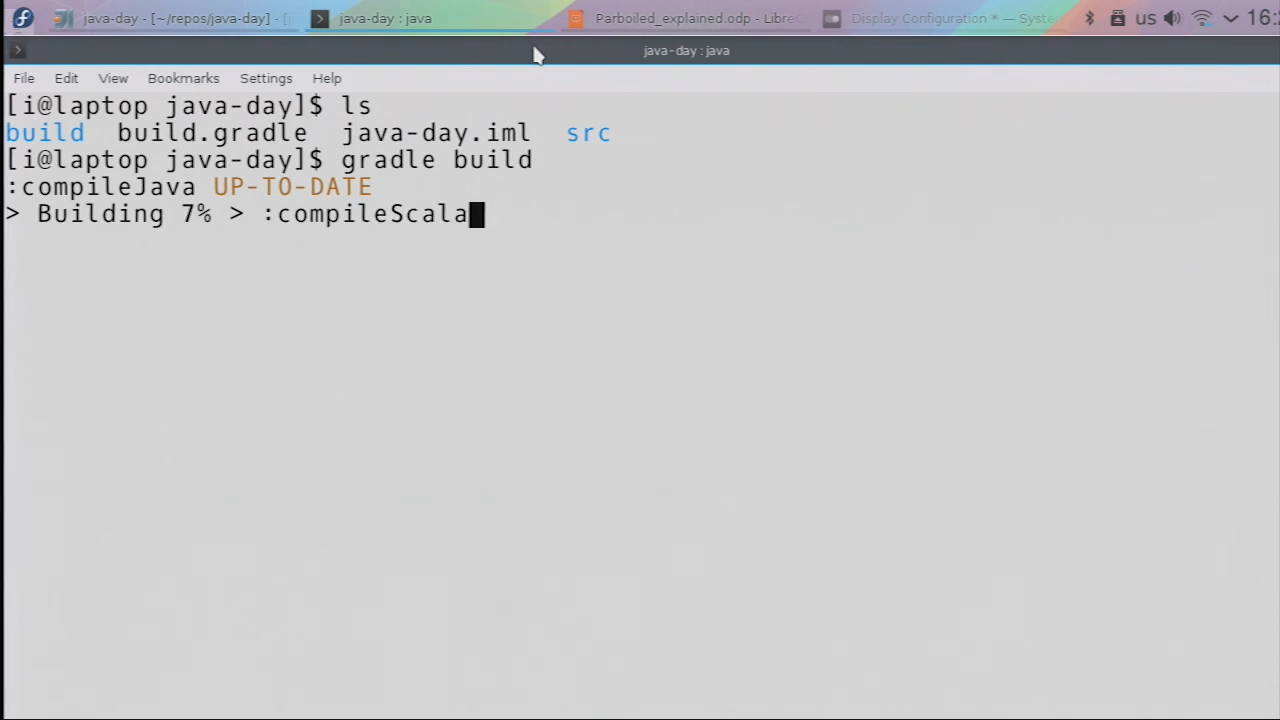 java-day - [~/repos/java-day] - [ java-day : java Parboiled_explained.odp - Libre Display Configuration * — Syste us 16:
java-day : java
File Edit View Bookmarks Settings Help
[i@laptop java-day]$ ls
build build.gradle java-day.iml src
[i@laptop java-day]$ gradle build
:compileJava UP-TO-DATE
> Building 7% > :compileScala